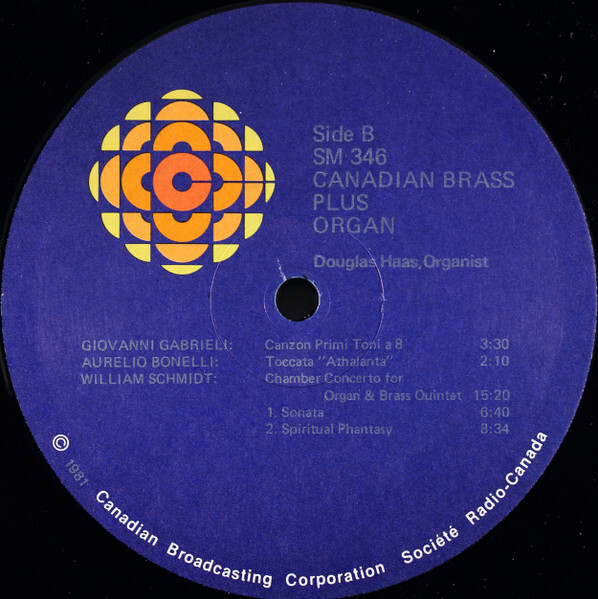 Side B
SM 346
CANADIAN BRASS
PLUS
ORGAN
Douglas Haas, Organist
GIOVANNI GABRIELI: Canzon Primi Toni a 8 3:30
AURELIO BONELLI: Toccata "Athalanta" 2:10
WILLIAM SCHMIDT: Chamber Concerto for
Organ & Brass Quintet 15:20
1. Sonata 6:40
2. Spiritual Phantasy 8:34
© 1981 Canadian Broadcasting Corporation Société Radio-Canada